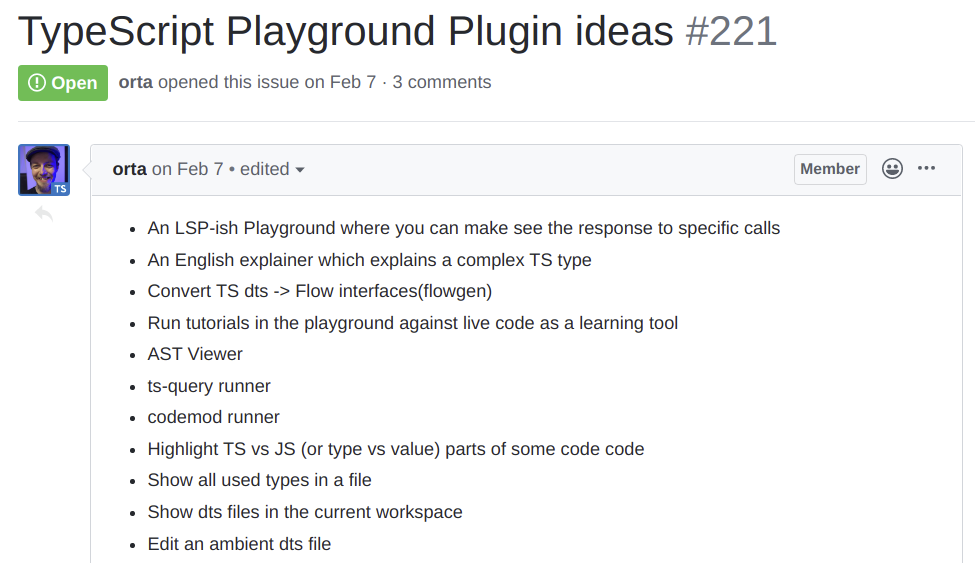 TypeScript Playground Plugin ideas #221
Open orta opened this issue on Feb 7 · 3 comments
orta on Feb 7 • edited Member
TS
• An LSP-ish Playground where you can make see the response to specific calls
• An English explainer which explains a complex TS type
• Convert TS dts -> Flow interfaces(flowgen)
• Run tutorials in the playground against live code as a learning tool
• AST Viewer
• ts-query runner
• codemod runner
• Highlight TS vs JS (or type vs value) parts of some code code
• Show all used types in a file
• Show dts files in the current workspace
• Edit an ambient dts file